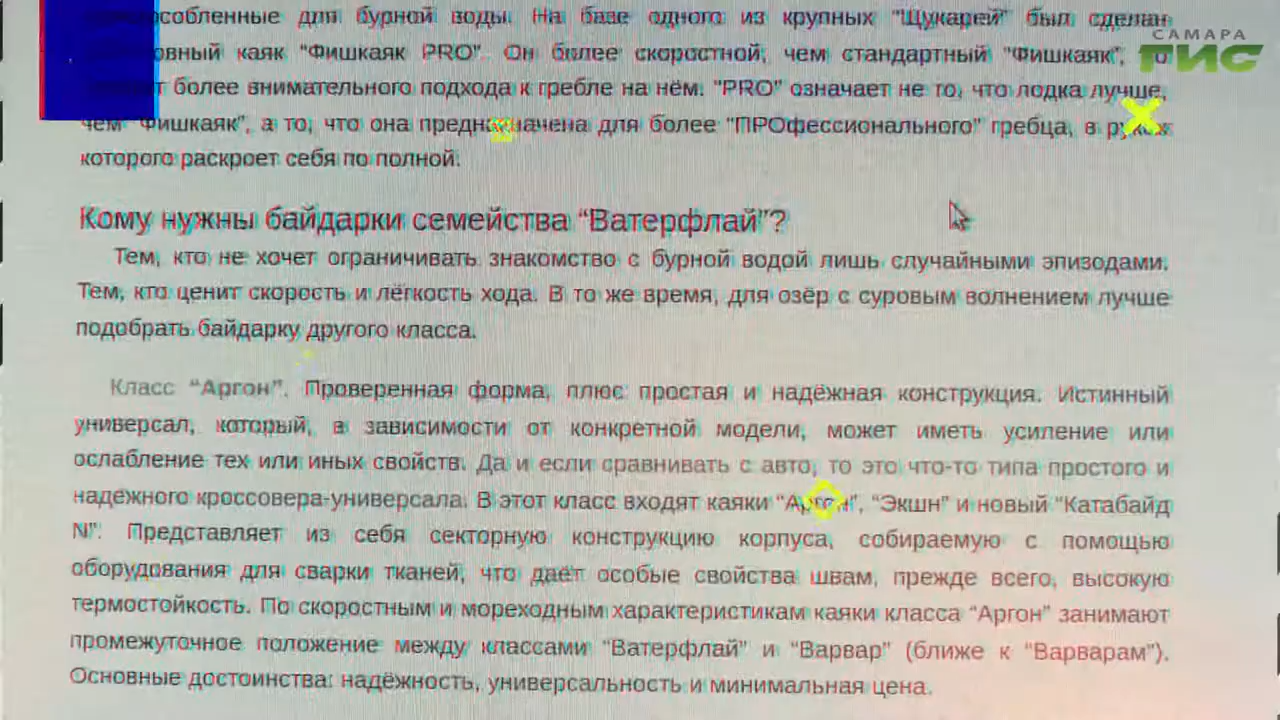 особленные для бурной воды. На базе одного из крупных "Щукарей" был сделан
каяк "Фишкаяк PRO". Он более скоростной, чем стандартный "Фишкаяк",
более внимательного подхода к гребле на нём. "PRO" означает не то, что лодка лучше,
чем "Фишкаяк", а то, что она предназначена для более "ПРОфессионального" гребца, в руках
которого раскроет себя по полной.
Кому нужны байдарки семейства "Ватерфлай"?
Тем, кто не хочет ограничивать знакомство с бурной водой лишь случайными эпизодами.
Тем, кто ценит скорость и лёгкость хода. В то же время, для озёр с суровым волнением лучше
подобрать байдарку другого класса.
Класс "Аргон". Проверенная форма, плюс простая и надёжная конструкция. Истинный
универсал, который, в зависимости от конкретной модели, может иметь усиление или
ослабление тех или иных свойств. Да и если сравнивать с авто, то это что-то типа простого и
надежного кроссовера-универсала. В этот класс входят каяки "Аргон", "Экшн" и новый "Катабайд
N". Представляет из себя секторную конструкцию корпуса, собираемую с помощью
оборудования для сварки тканей, что даёт особые свойства швам, прежде всего, высокую
термостойкость. По скоростным и мореходным характеристикам каяки класса "Аргон" занимают
промежуточное положение между классами "Ватерфлай" и "Варвар" (ближе к "Варварам").
Основные достоинства: надёжность, универсальность и минимальная цена.
САМАРА
ГИС